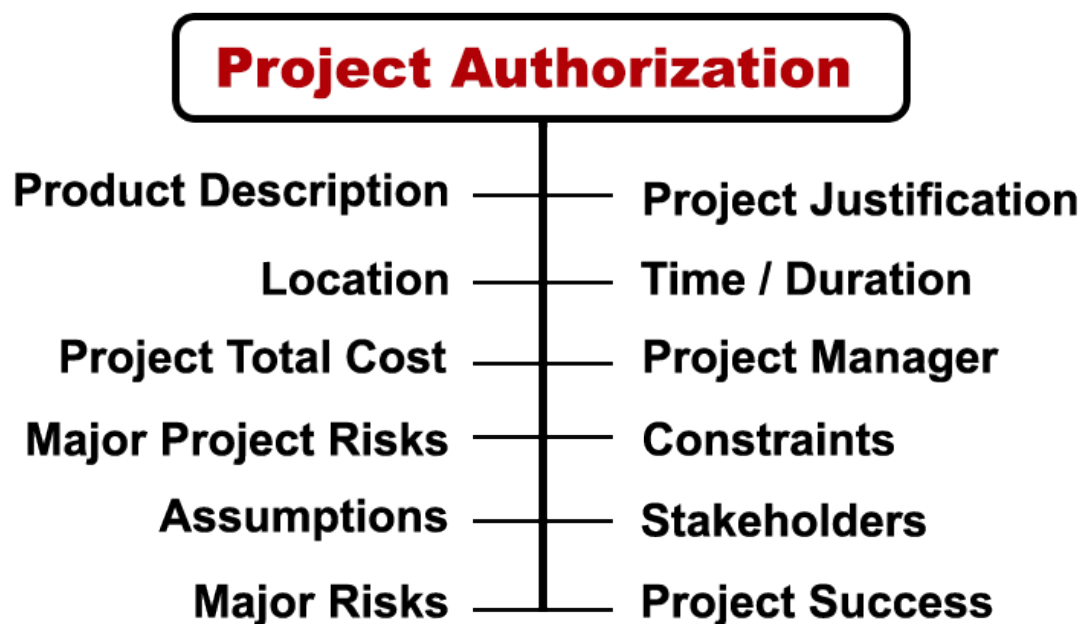 Project Authorization
Product Description
Project Justification
Location
Time / Duration
Project Total Cost
Project Manager
Major Project Risks
Constraints
Assumptions
Stakeholders
Major Risks
Project Success